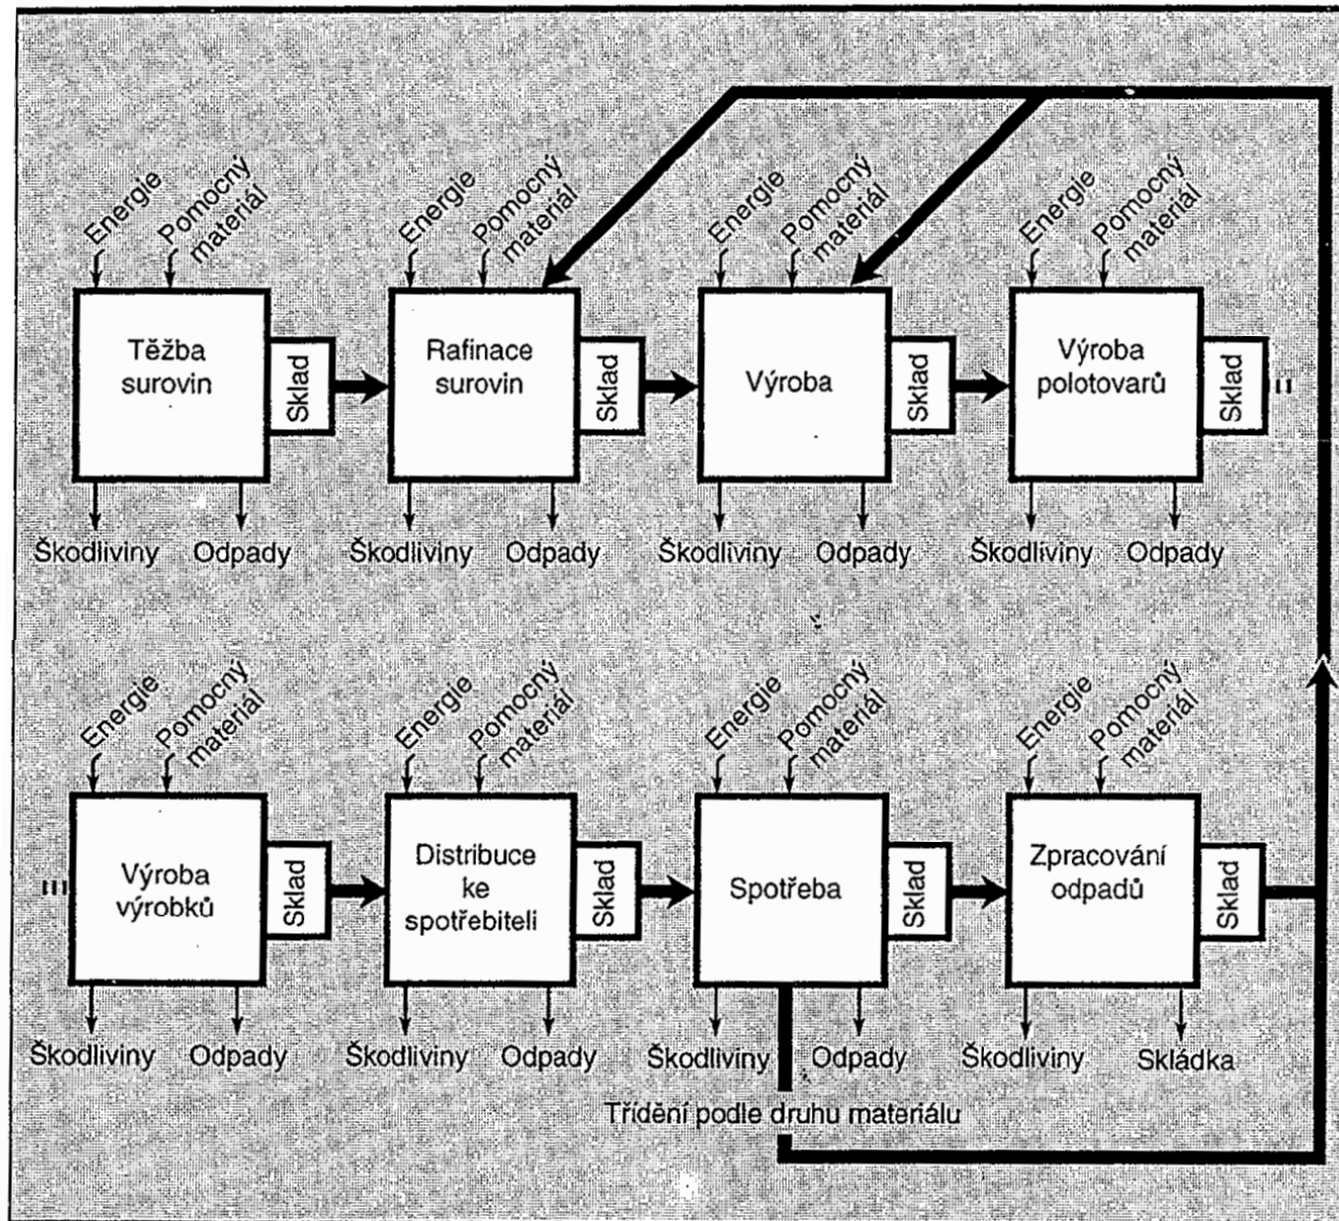 Energie
Pomocný
materiál
Energie
Pomocný
materiál
Energie
Pomocný
materiál
Energie
Pomocný
materiál
Těžba
surovin
Sklad
Rafinace
surovin
Sklad
Výroba
Sklad
Výroba
polotovarů
Sklad
Škodliviny
Odpady
Škodliviny
Odpady
Škodliviny
Odpady
Škodliviny
Odpady
Energie
Pomocný
materiál
Energie
Pomocný
materiál
Energie
Pomocný
materiál
Energie
Pomocný
materiál
Výroba
výrobků
Sklad
Distribuce
ke
spotřebiteli
Sklad
Spotřeba
Sklad
Zpracování
odpadů
Sklad
Škodliviny
Odpady
Škodliviny
Odpady
Škodliviny
Odpady
Škodliviny
Skládka
Třídění podle druhu materiálu